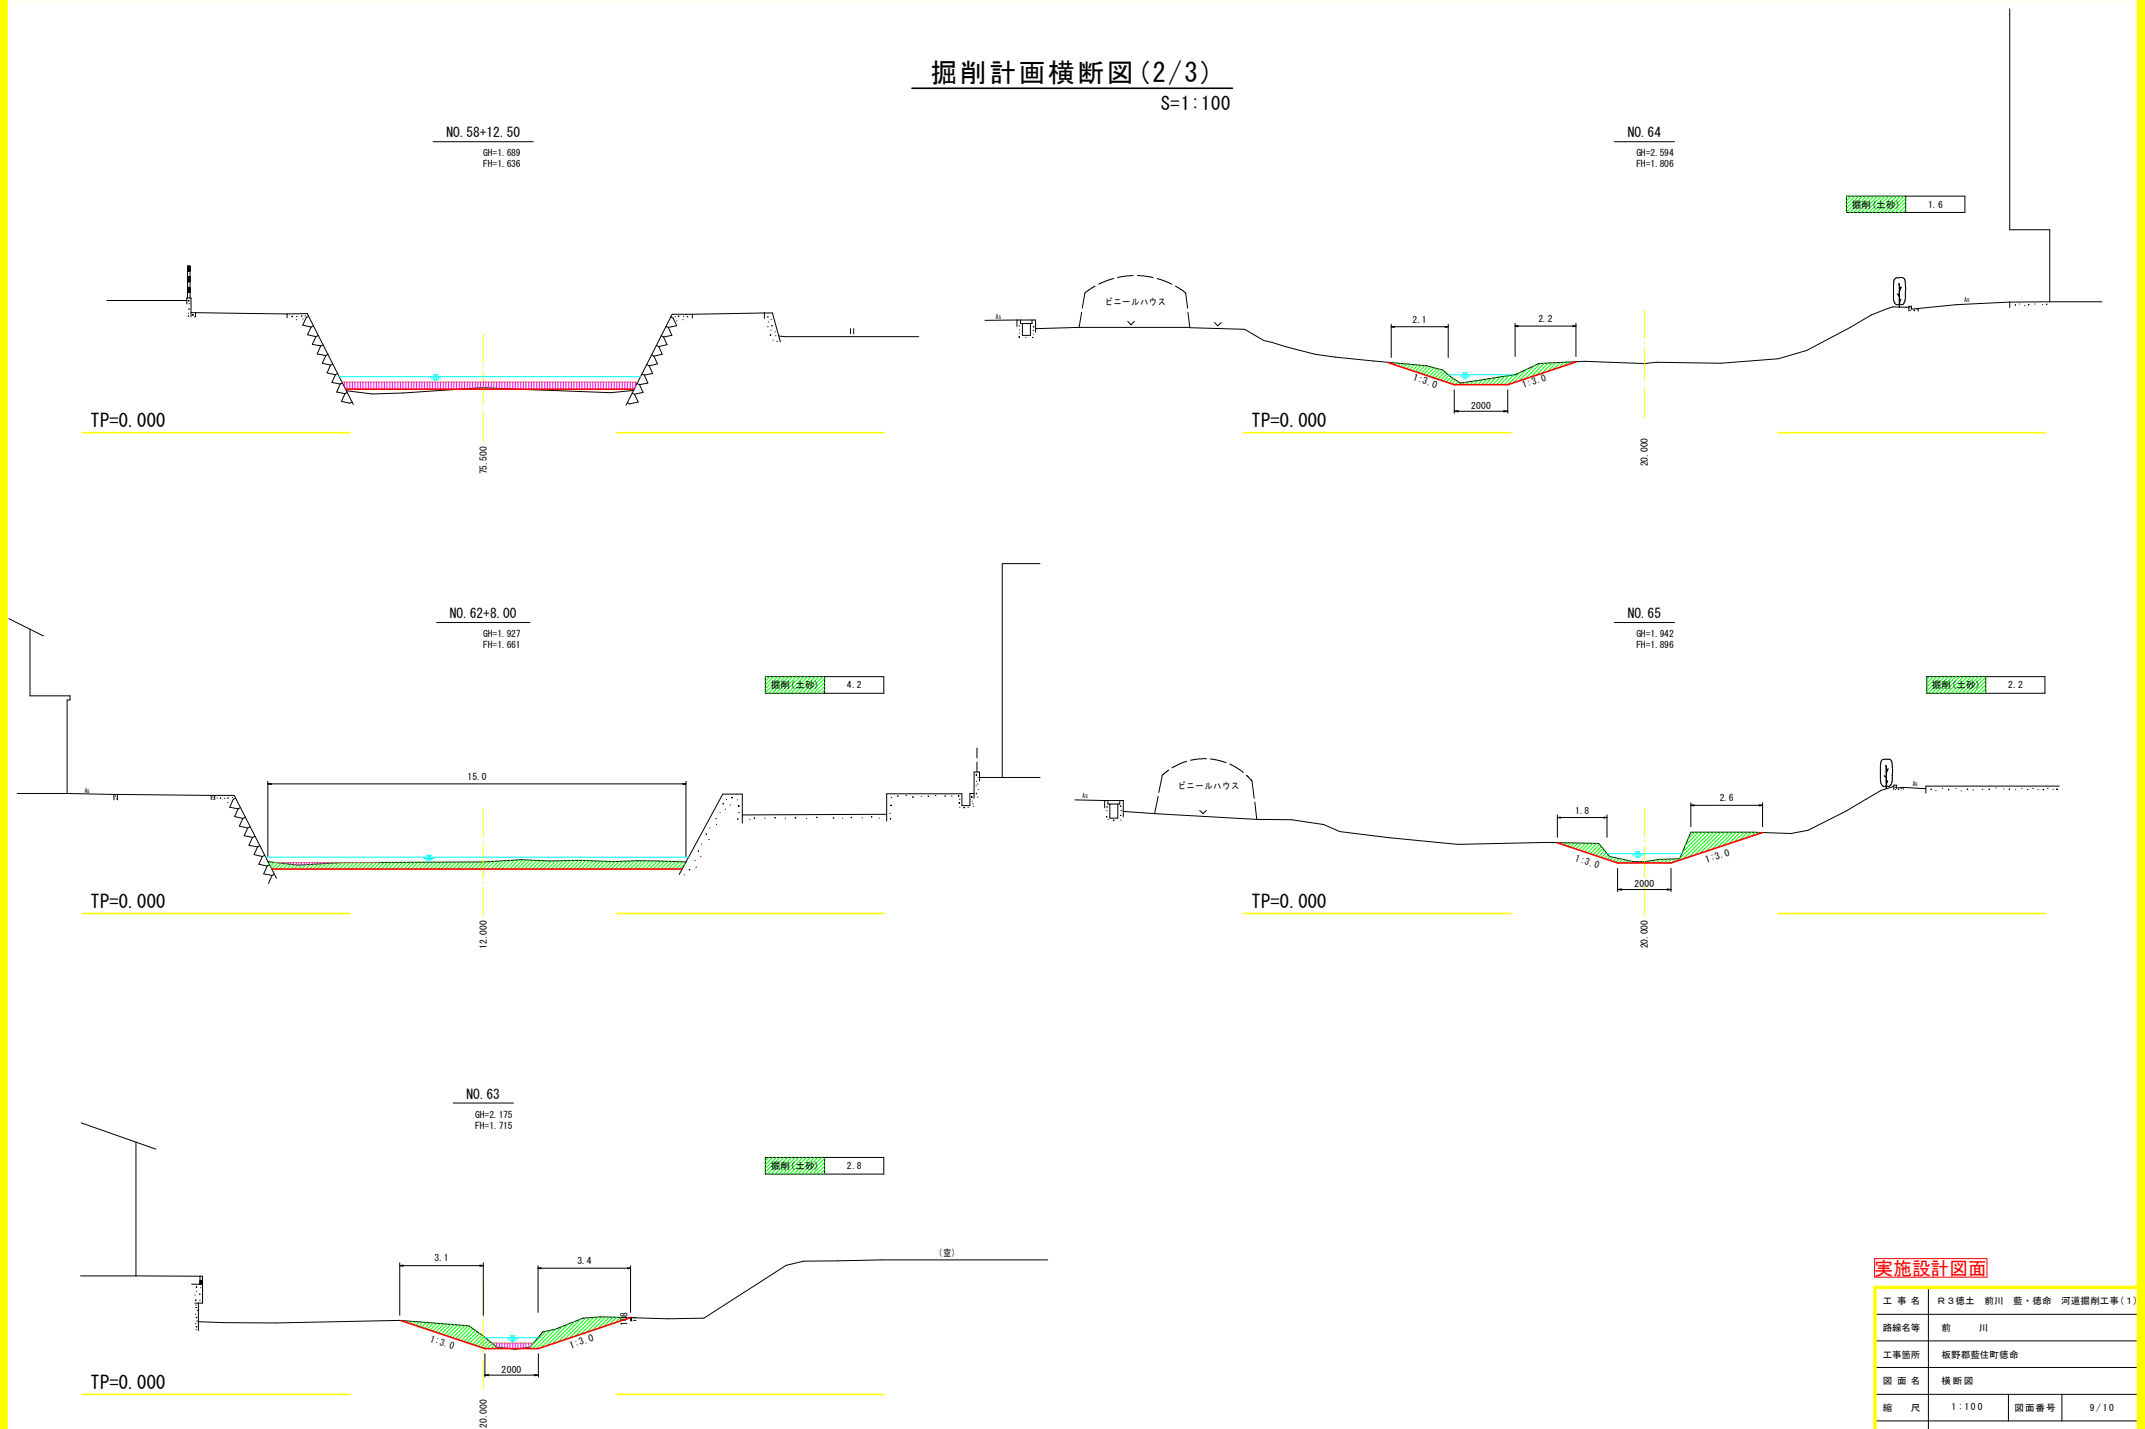 掘削計画横断図(2/3)
S=1:100
NO.58+12.50
GH=1.689
FH=1.636
TP=0.000
75.500
NO.64
GH=2.594
FH=1.806
掘削(土砂) 1.6
As
ビニールハウス
2.1
2.2
As
1:3.0
1:3.0
2000
TP=0.000
20.000
NO.62+8.00
GH=1.927
FH=1.661
掘削(土砂) 4.2
As
15.0
TP=0.000
12.000
NO.65
GH=1.942
FH=1.896
掘削(土砂) 2.2
As
ビニールハウス
1.8
2.6
As
1:3.0
1:3.0
2000
TP=0.000
20.000
NO.63
GH=2.175
FH=1.715
掘削(土砂) 2.8
3.1
3.4
(宅)
1:3.0
1:3.0
2000
TP=0.000
20.000
実施設計図面
工事名 R3徳土 前川 藍・徳命 河道掘削工事(1)
路線名等 前 川
工事箇所 板野郡藍住町徳命
図面名 横断図
縮尺 1:100 図面番号 9/10